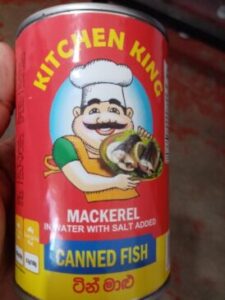 KITCHEN KING
MACKEREL
IN WATER WITH SALT ADDED
CANNED FISH
ටින් මාළු